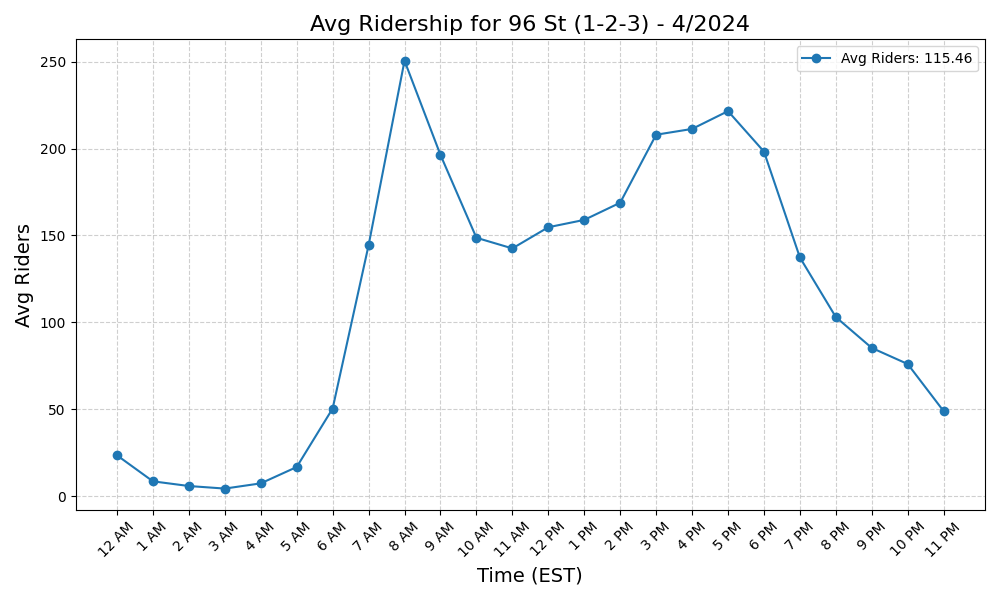 Avg Ridership for 96 St (1-2-3) - 4/2024
Avg Riders: 115.46
250
200
150
100
50
0
Avg Riders
12 AM
1 AM
2 AM
3 AM
4 AM
5 AM
6 AM
7 AM
8 AM
9 AM
10 AM
11 AM
12 PM
1 PM
2 PM
3 PM
4 PM
5 PM
6 PM
7 PM
8 PM
9 PM
10 PM
11 PM
Time (EST)